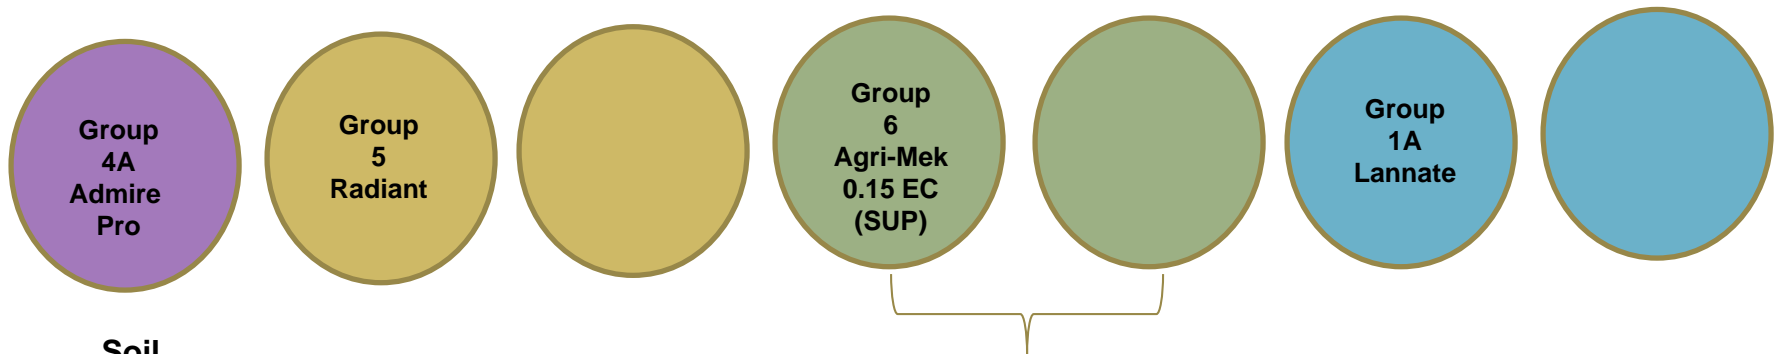 Group
4A
Admire
Pro
Group
5
Radiant
Group
6
Agri-Mek
0.15 EC
(SUP)
Group
1A
Lannate
Soil